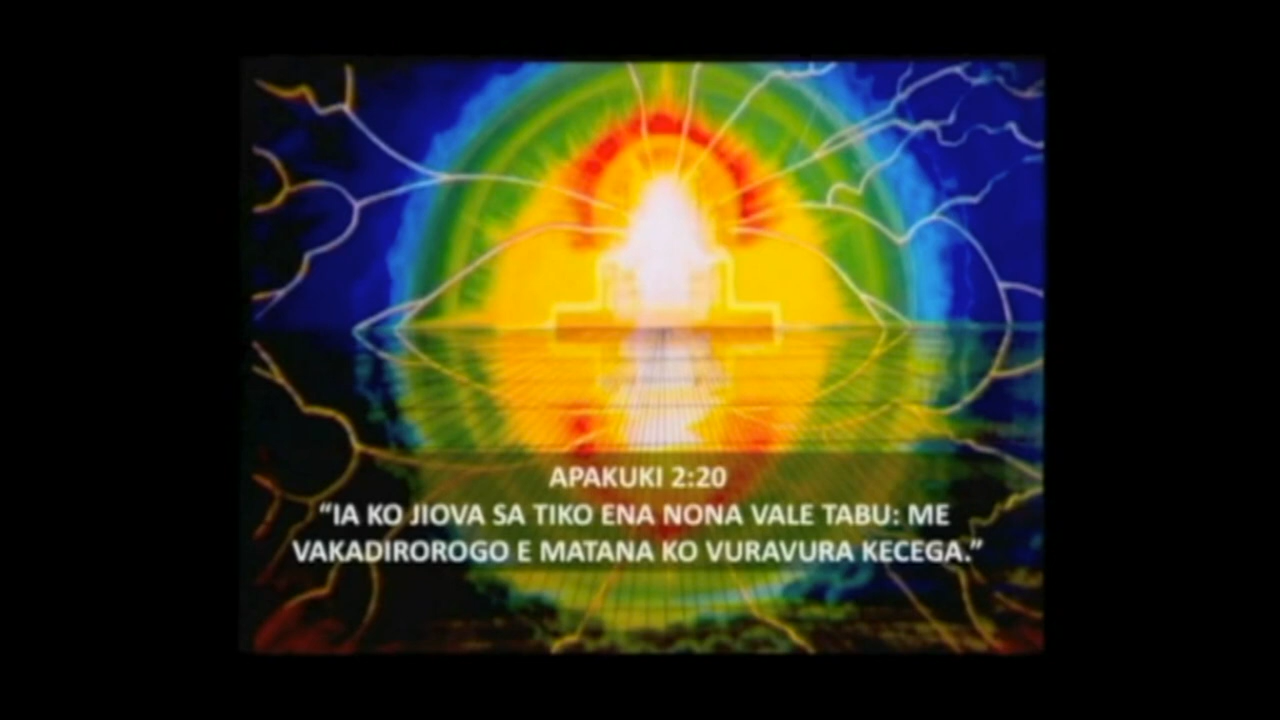 APAKUKI 2:20
“IA KO JIOVA SA TIKO ENA NONA VALE TABU: ME
VAKADIROROGO E MATANA KO VURAVURA KECEGA.”